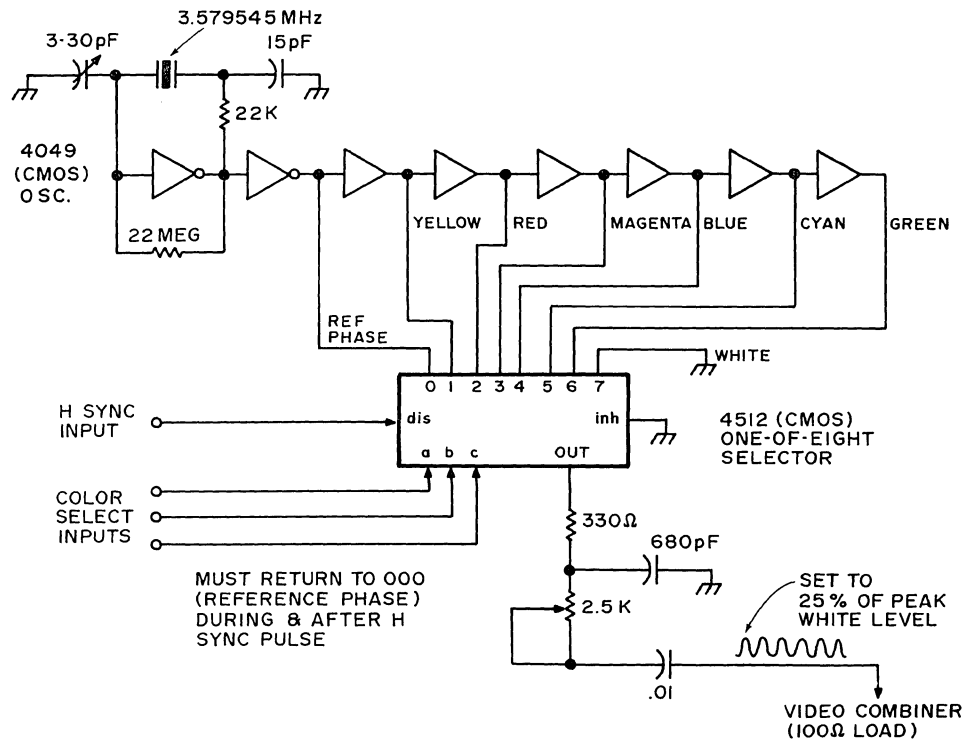 3.579545 MHz
3-30pF
15pF
22K
4049
(CMOS)
OSC.
22 MEG
YELLOW
RED
MAGENTA
BLUE
CYAN
GREEN
REF
PHASE
WHITE
0 1 2 3 4 5 6 7
H SYNC
INPUT
dis
inh
4512 (CMOS)
ONE-OF-EIGHT
SELECTOR
a b c
OUT
COLOR
SELECT
INPUTS
330Ω
680pF
MUST RETURN TO 000
(REFERENCE PHASE)
DURING & AFTER H
SYNC PULSE
2.5 K
SET TO
25% OF PEAK
WHITE LEVEL
.01
VIDEO COMBINER
(100Ω LOAD)